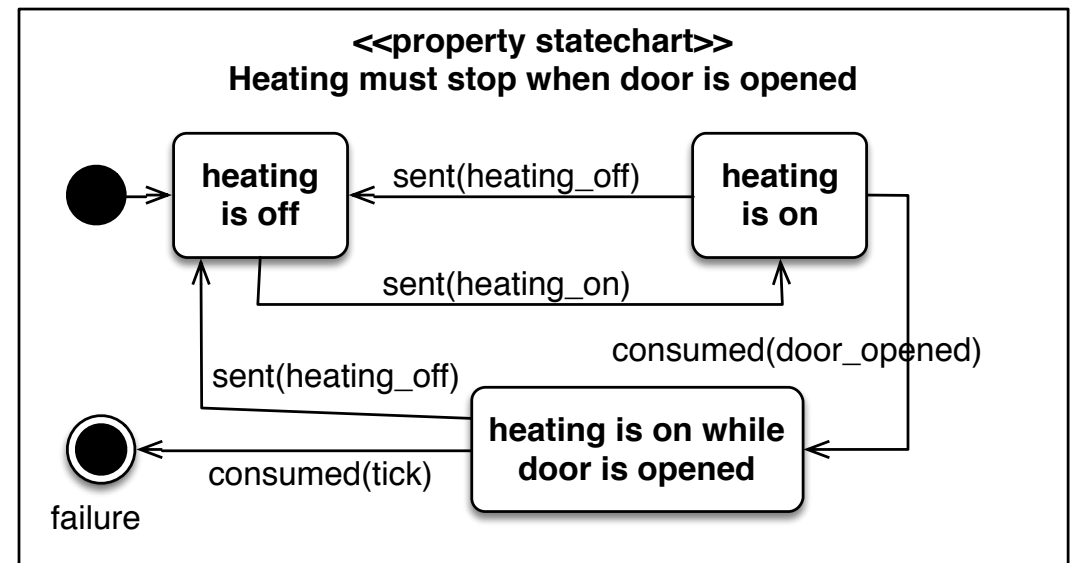 <<property statechart>>
Heating must stop when door is opened
heating
is off
sent(heating_off)
heating
is on
sent(heating_on)
consumed(door_opened)
sent(heating_off)
heating is on while
door is opened
consumed(tick)
failure